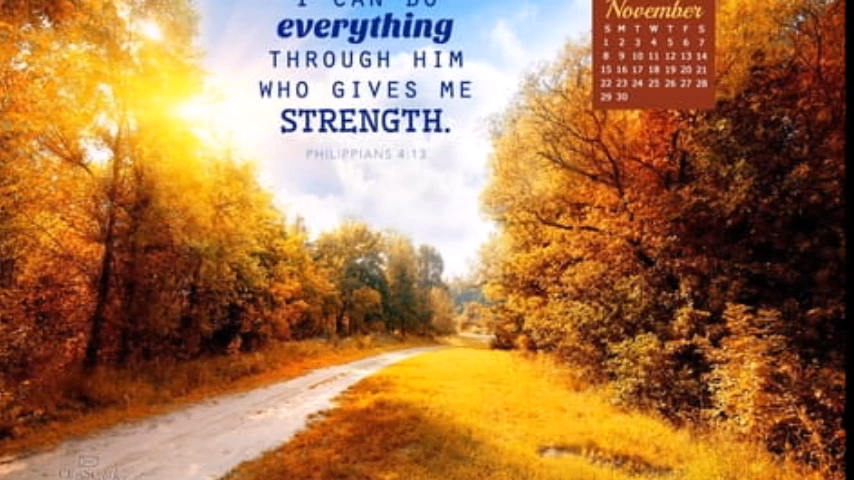 I CAN DO
everything
THROUGH HIM
WHO GIVES ME
STRENGTH.
PHILIPPIANS 4:13
November
S M T W T F S
1 2 3 4 5 6 7
8 9 10 11 12 13 14
15 16 17 18 19 20 21
22 23 24 25 26 27 28
29 30